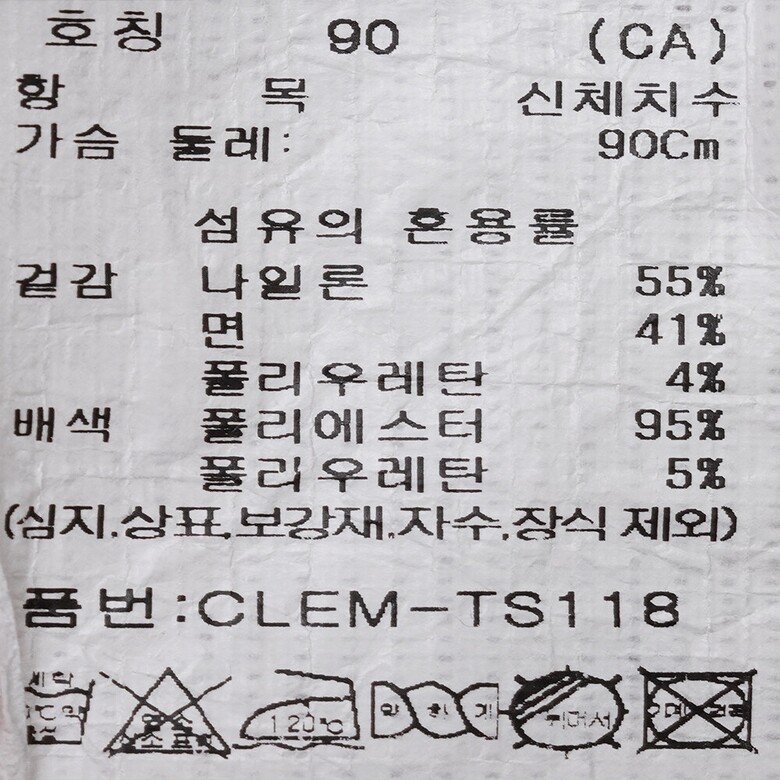 호칭 90 (CA)
항 목 신체치수
가슴 둘레: 90Cm
섬유의 혼용률
겉감 나일론 55%
면 41%
폴리우레탄 4%
배색 폴리에스터 95%
폴리우레탄 5%
(심지.상표.보강재.자수.장식 제외)
품번:CLEM-TS118
120℃
약하게
뉘어서